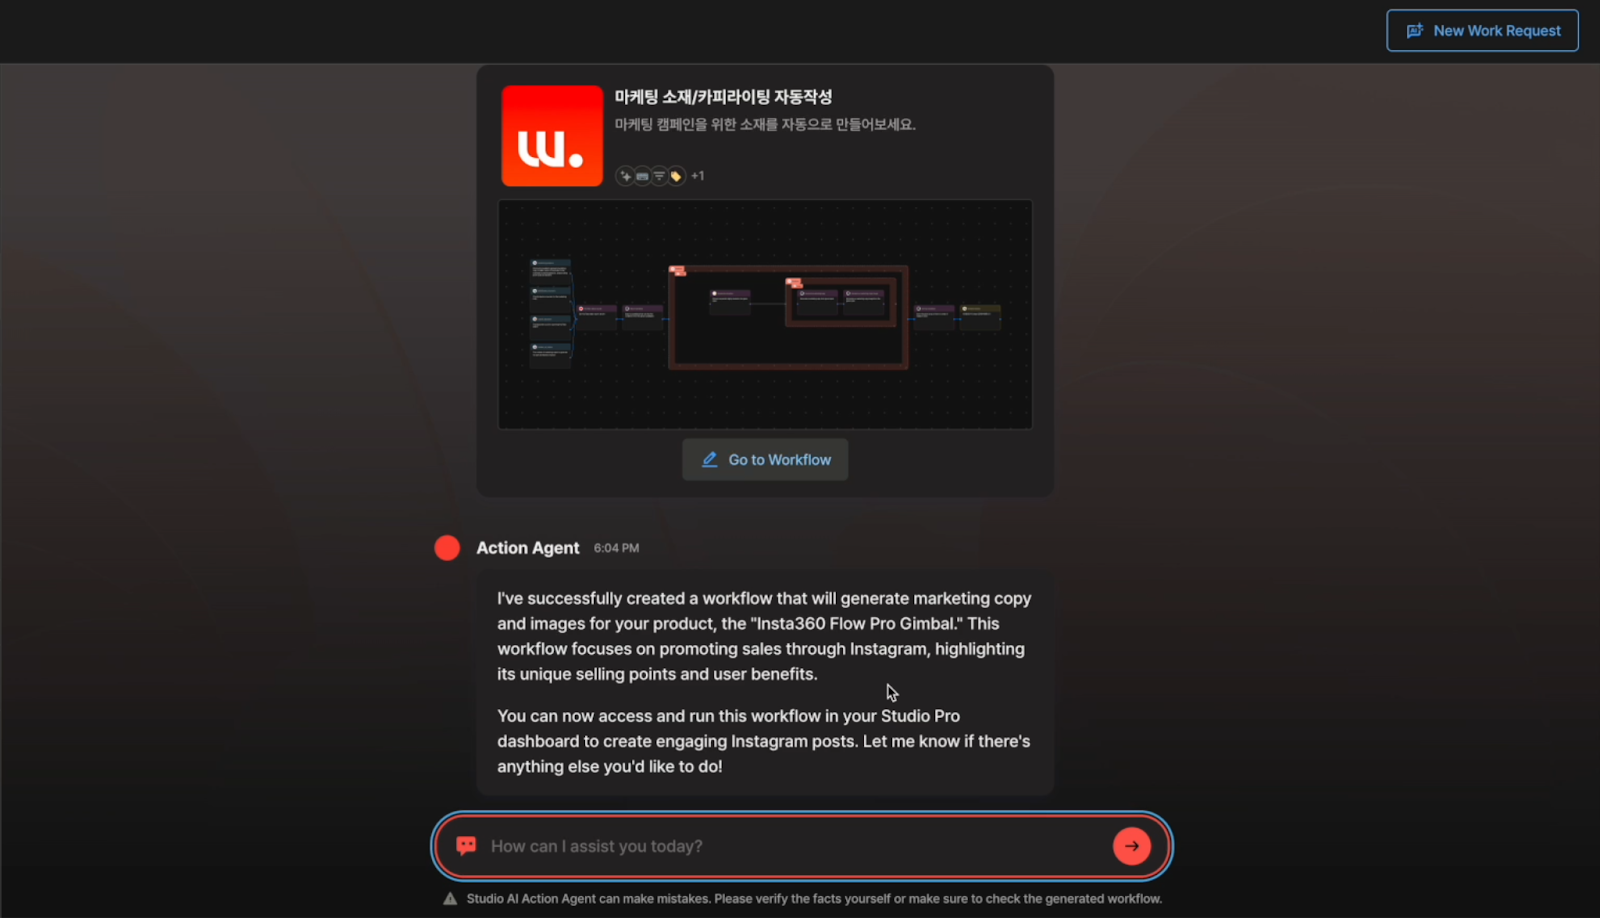 New Work Request
마케팅 소재/카피라이팅 자동작성
마케팅 캠페인을 위한 소재를 자동으로 만들어보세요.
+1
Go to Workflow
Action Agent 6:04 PM
I've successfully created a workflow that will generate marketing copy
and images for your product, the "Insta360 Flow Pro Gimbal." This
workflow focuses on promoting sales through Instagram, highlighting
its unique selling points and user benefits.
You can now access and run this workflow in your Studio Pro
dashboard to create engaging Instagram posts. Let me know if there's
anything else you'd like to do!
How can I assist you today?
Studio AI Action Agent can make mistakes. Please verify the facts yourself or make sure to check the generated workflow.